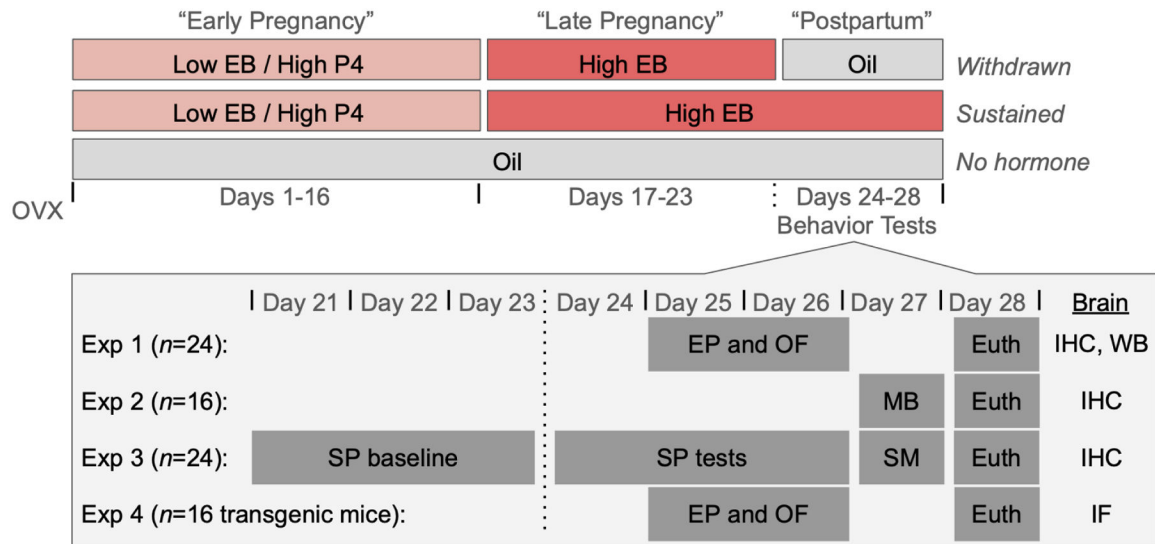 “Early Pregnancy” “Late Pregnancy” “Postpartum”
Low EB / High P4 High EB Oil Withdrawn
Low EB / High P4 High EB Sustained
Oil No hormone
OVX Days 1-16 Days 17-23 Days 24-28
Behavior Tests
Day 21 Day 22 Day 23 Day 24 Day 25 Day 26 Day 27 Day 28 Brain
Exp 1 (n=24): EP and OF Euth IHC, WB
Exp 2 (n=16): MB Euth IHC
Exp 3 (n=24): SP baseline SP tests SM Euth IHC
Exp 4 (n=16 transgenic mice): EP and OF Euth IF